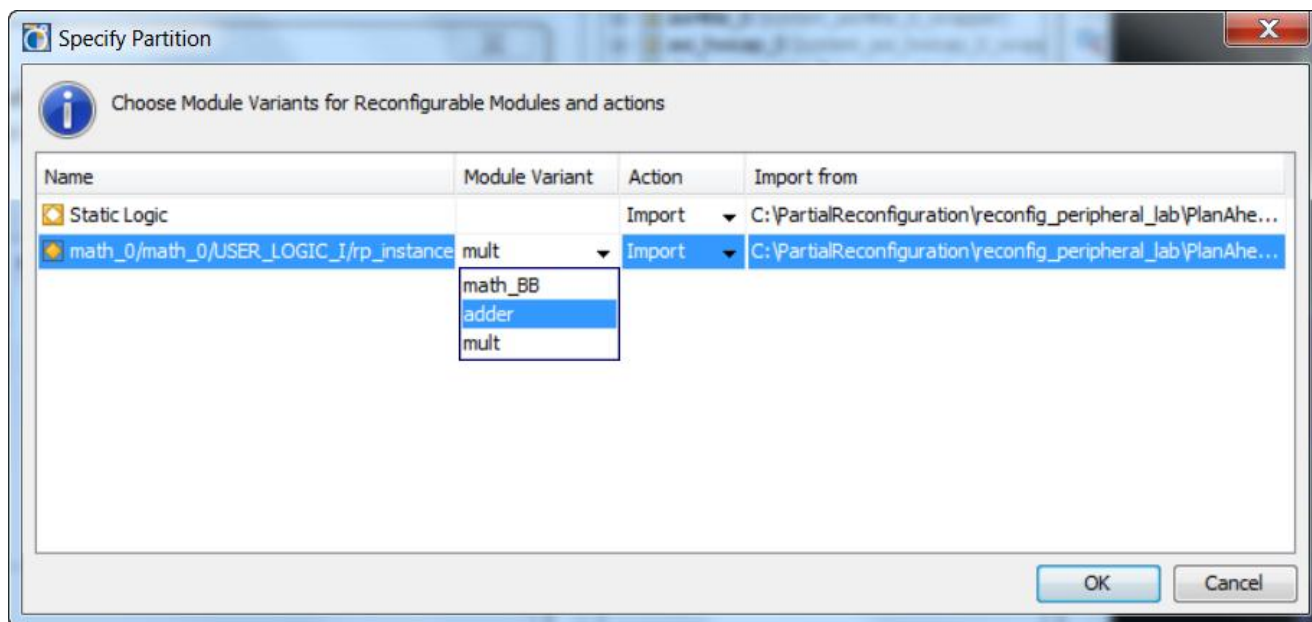 Specify Partition
Choose Module Variants for Reconfigurable Modules and actions
Name Module Variant Action Import from
Static Logic Import C:\PartialReconfiguration\reconfig_peripheral_lab\PlanAhe...
math_0/math_0/USER_LOGIC_I/rp_instance mult Import C:\PartialReconfiguration\reconfig_peripheral_lab\PlanAhe...
math_BB
adder
mult
OK Cancel